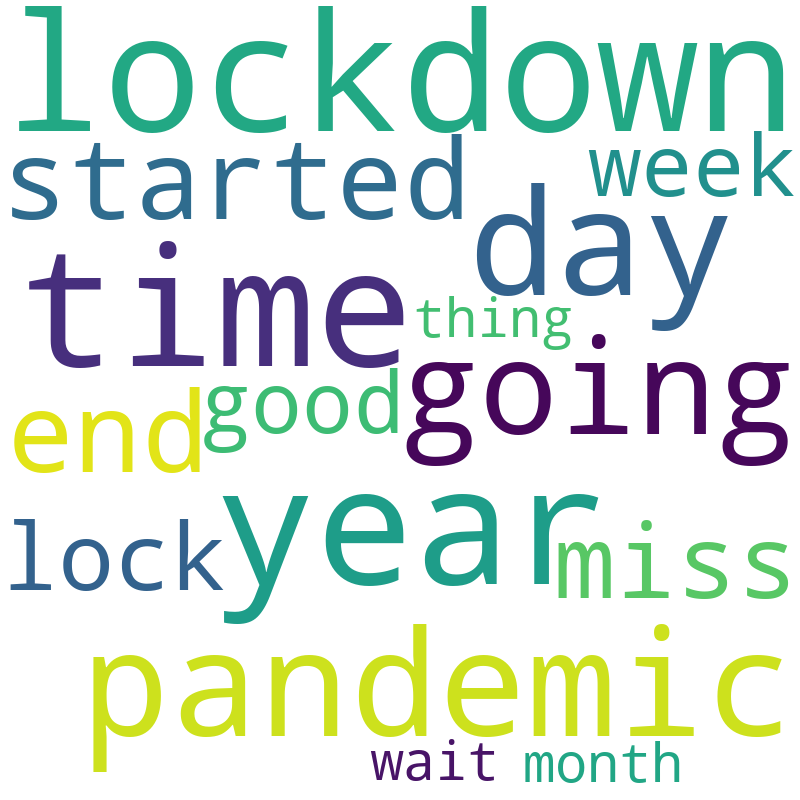 lockdown
started week
day
time
thing
going
good
end
year
lock miss
pandemic
wait month